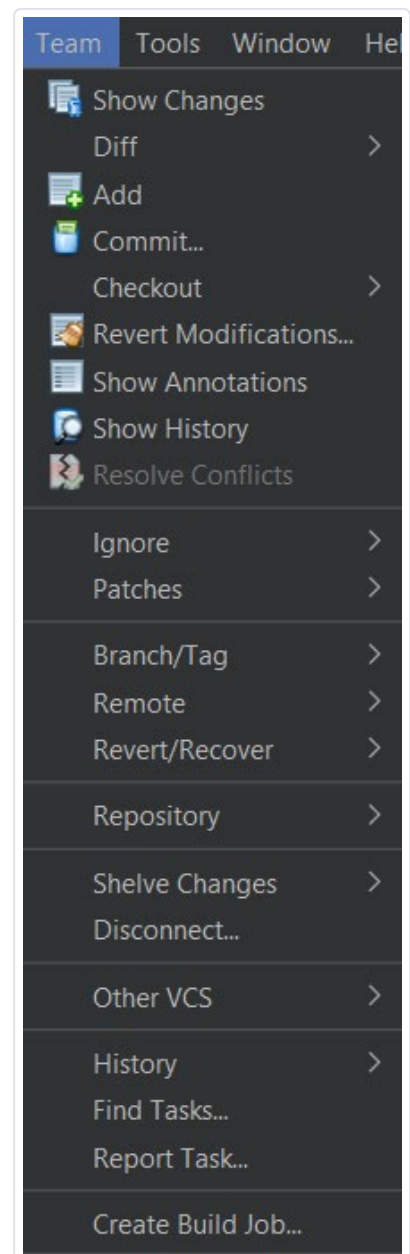 Team Tools Window Hel
Show Changes
Diff
Add
Commit...
Checkout
Revert Modifications...
Show Annotations
Show History
Resolve Conflicts
Ignore
Patches
Branch/Tag
Remote
Revert/Recover
Repository
Shelve Changes
Disconnect...
Other VCS
History
Find Tasks...
Report Task...
Create Build Job...